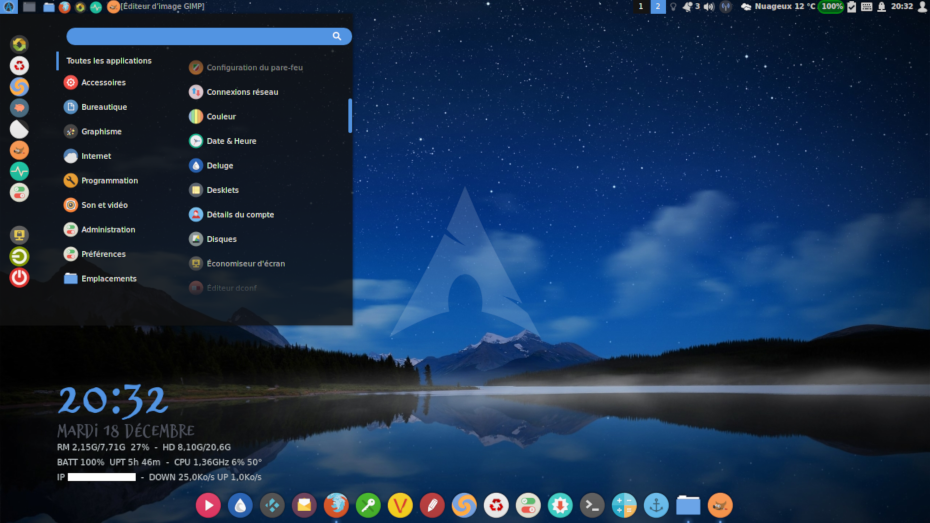 [Éditeur d'image GIMP]
1 2 3 Nuageux 12 °C 100% 20:32
Toutes les applications
Accessoires
Bureautique
Graphisme
Internet
Programmation
Son et vidéo
Administration
Préférences
Emplacements
Configuration du pare-feu
Connexions réseau
Couleur
Date & Heure
Deluge
Desklets
Détails du compte
Disques
Économiseur d'écran
Éditeur dconf
20:32
MARDI 18 DÉCEMBRE
RM 2,15G/7,71G 27% - HD 8,10G/20,6G
BATT 100% UPT 5h 46m - CPU 1,36GHz 6% 50°
IP - DOWN 25,0Ko/s UP 1,0Ko/s